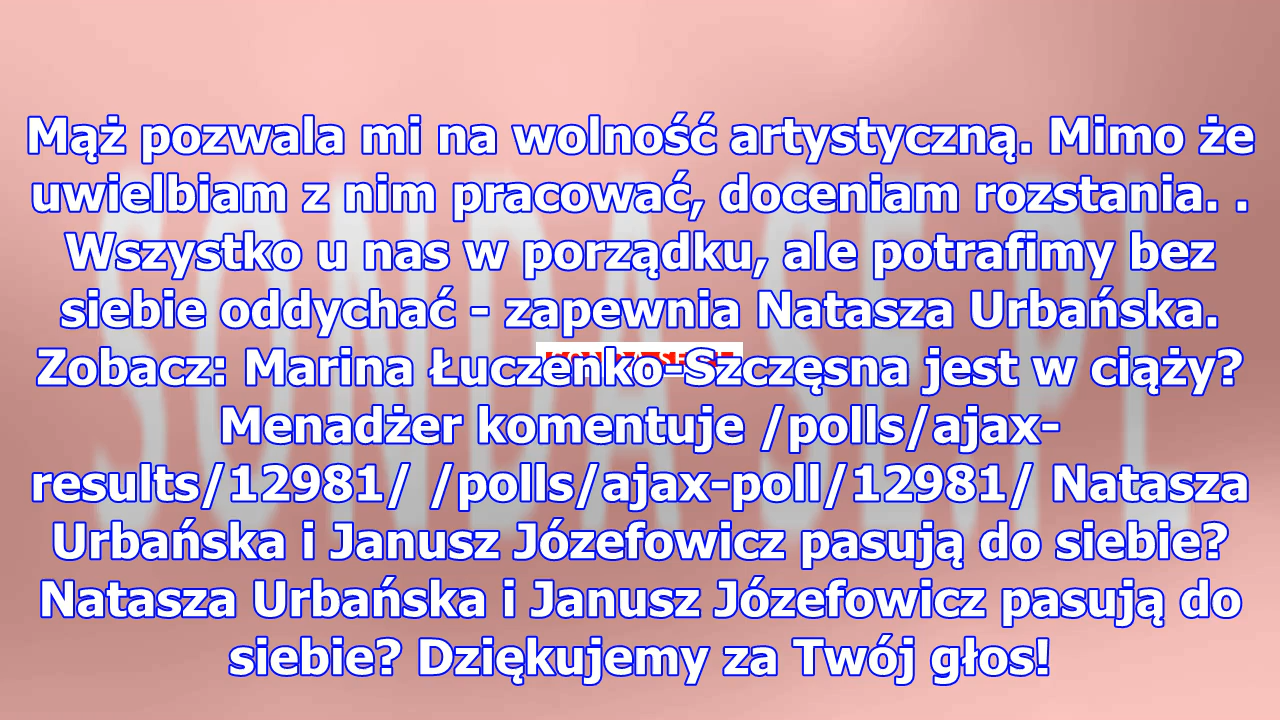 Mąż pozwala mi na wolność artystyczną. Mimo że
uwielbiam z nim pracować, doceniam rozstania. .
Wszystko u nas w porządku, ale potrafimy bez
siebie oddychać - zapewnia Natasza Urbańska.
Zobacz: Marina Łuczenko-Szczęsna jest w ciąży?
Menadżer komentuje /polls/ajax-
results/12981/ /polls/ajax-poll/12981/ Natasza
Urbańska i Janusz Józefowicz pasują do siebie?
Natasza Urbańska i Janusz Józefowicz pasują do
siebie? Dziękujemy za Twój głos!
SONDA SE.PL